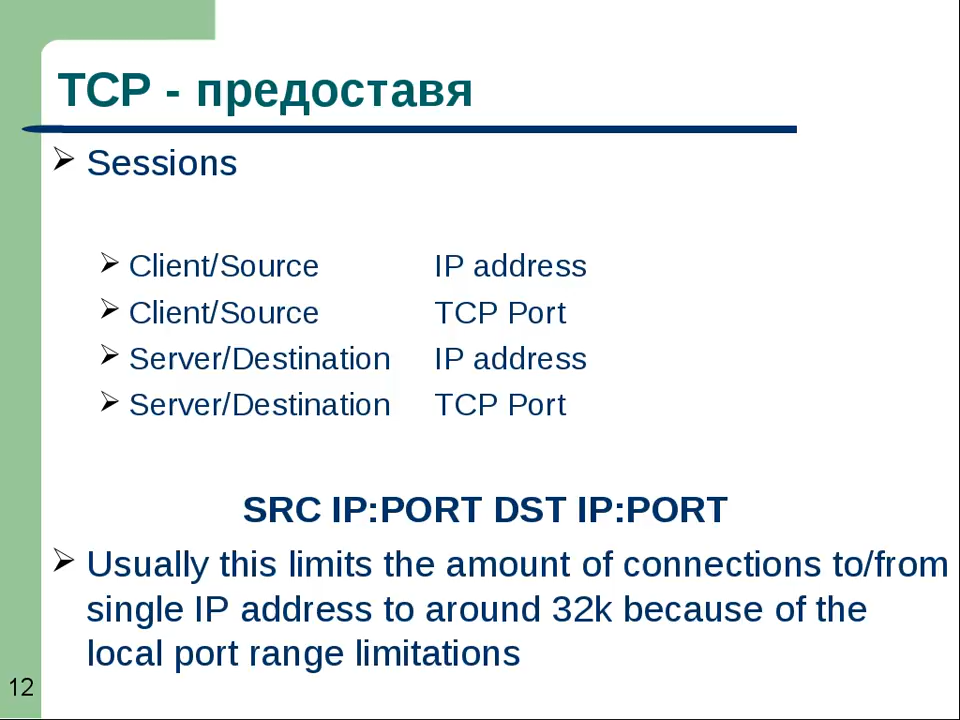 TCP - предоставя
Sessions
Client/Source IP address
Client/Source TCP Port
Server/Destination IP address
Server/Destination TCP Port
SRC IP:PORT DST IP:PORT
Usually this limits the amount of connections to/from
single IP address to around 32k because of the
local port range limitations
12